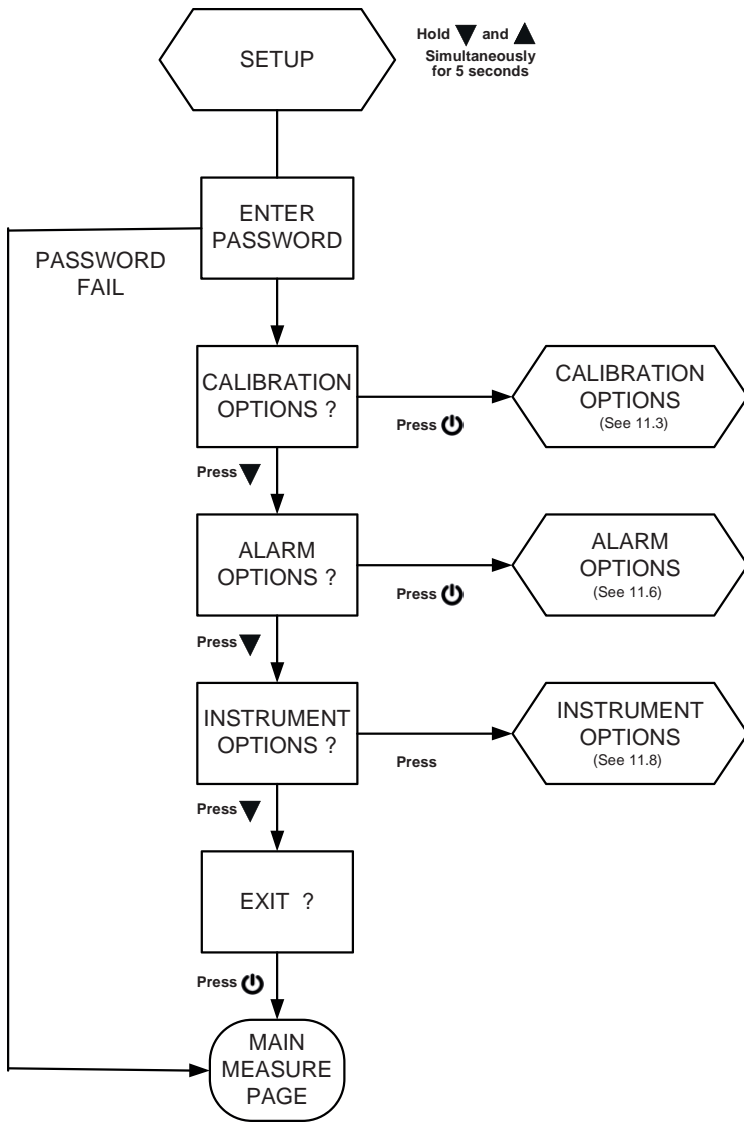 SETUP
Hold ▼ and ▲
Simultaneously
for 5 seconds
ENTER
PASSWORD
PASSWORD
FAIL
CALIBRATION
OPTIONS ?
Press
CALIBRATION
OPTIONS
(See 11.3)
Press ▼
ALARM
OPTIONS ?
Press
ALARM
OPTIONS
(See 11.6)
Press ▼
INSTRUMENT
OPTIONS ?
Press
INSTRUMENT
OPTIONS
(See 11.8)
Press ▼
EXIT ?
Press
MAIN
MEASURE
PAGE